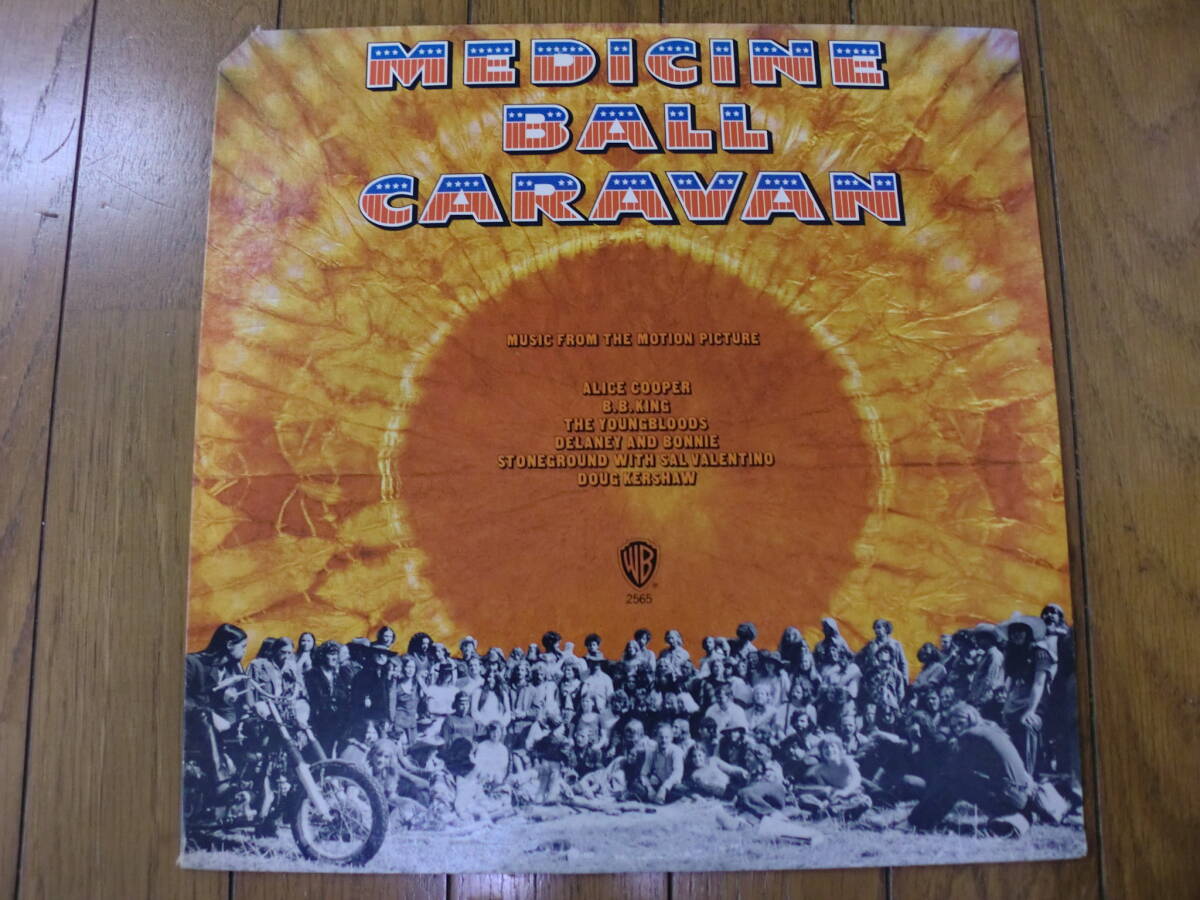 MEDICINE
BALL
CARAVAN
MUSIC FROM THE MOTION PICTURE
ALICE COOPER
B.B.KING
THE YOUNGBLOODS
DELANEY AND BONNIE
STONEGROUND WITH SAL VALENTINO
DOUG KERSHAW
WB
2565